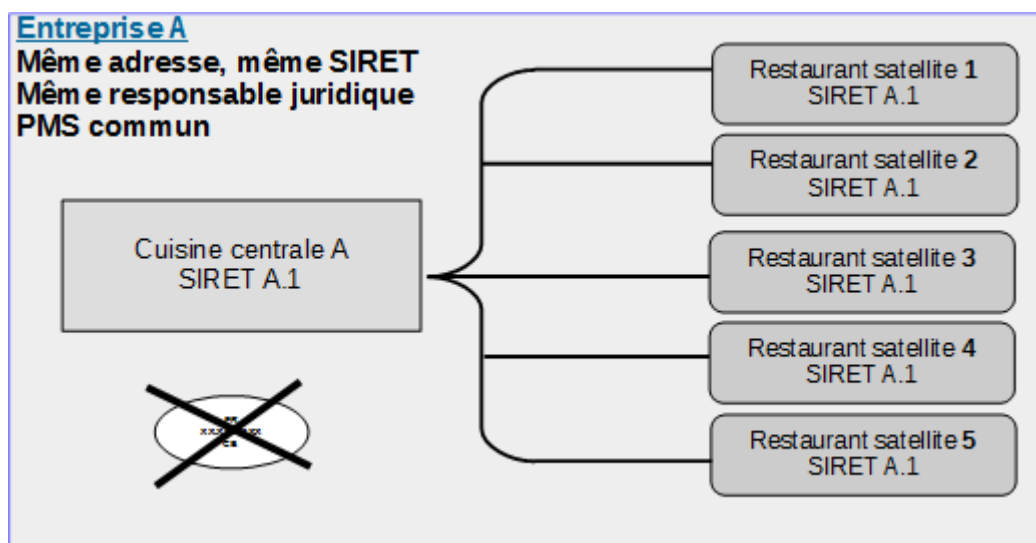 Entreprise A
Même adresse, même SIRET
Même responsable juridique
PMS commun
Cuisine centrale A
SIRET A.1
Restaurant satellite 1
SIRET A.1
Restaurant satellite 2
SIRET A.1
Restaurant satellite 3
SIRET A.1
Restaurant satellite 4
SIRET A.1
Restaurant satellite 5
SIRET A.1